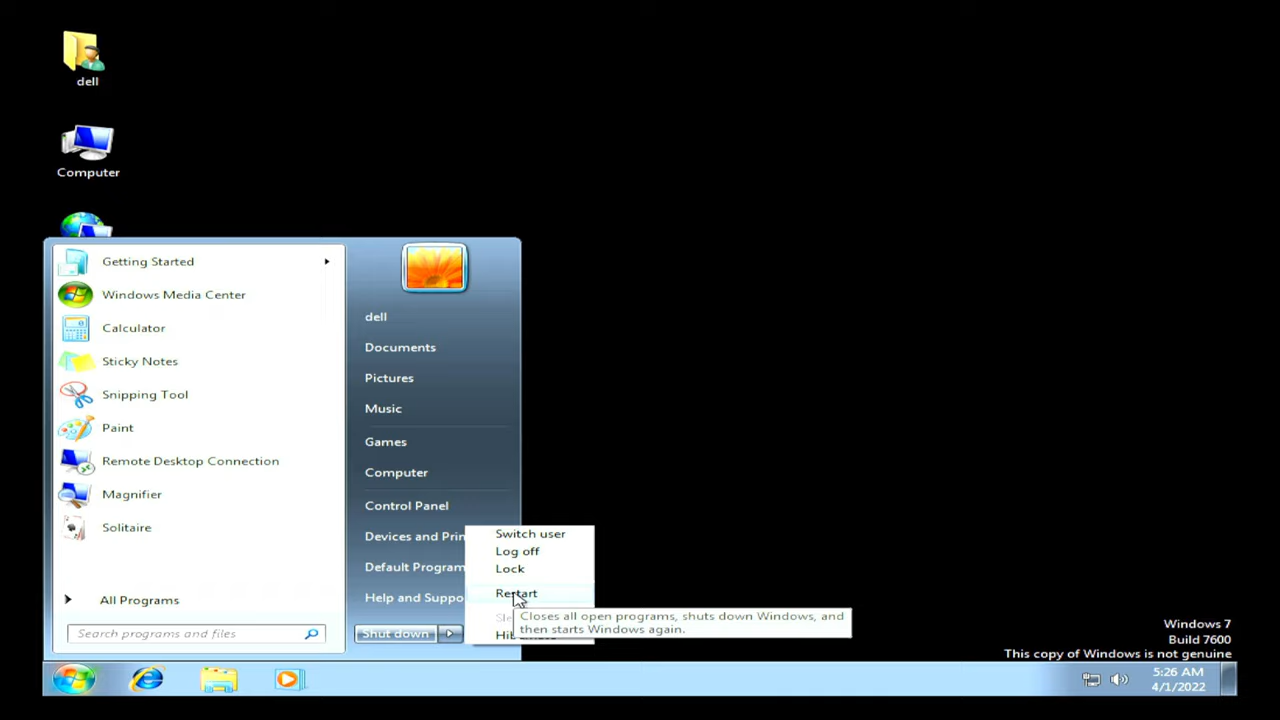 dell
Computer
Getting Started
Windows Media Center
Calculator
Sticky Notes
Snipping Tool
Paint
Remote Desktop Connection
Magnifier
Solitaire
All Programs
Search programs and files
dell
Documents
Pictures
Music
Games
Computer
Control Panel
Devices and Prin
Default Program
Help and Suppo
Shut down
Switch user
Log off
Lock
Restart
Closes all open programs, shuts down Windows, and
then starts Windows again.
Windows 7
Build 7600
This copy of Windows is not genuine
5:26 AM
4/1/2022